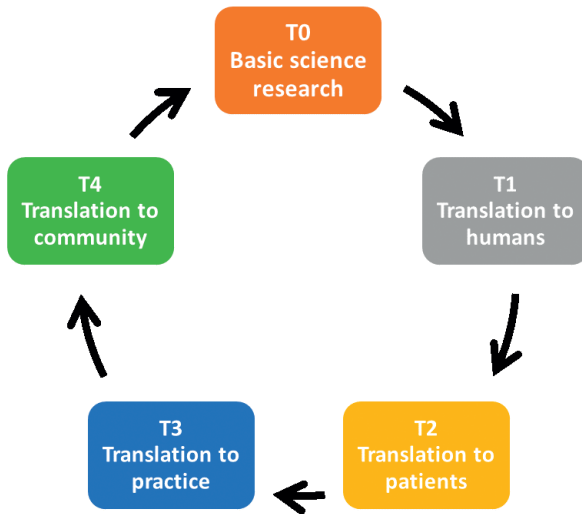 T0
Basic science
research
T1
Translation to
humans
T2
Translation to
patients
T3
Translation to
practice
T4
Translation to
community